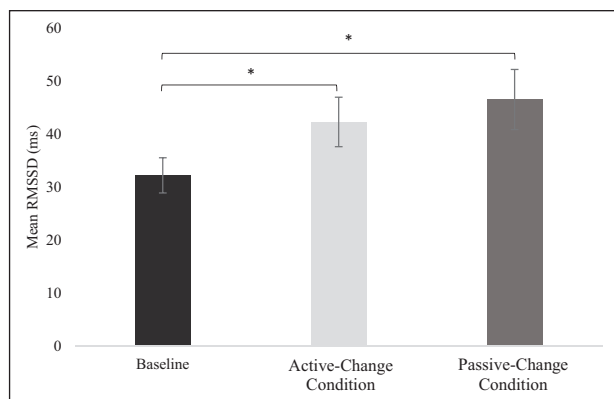 60
50
40
30
20
10
0
Mean RMSSD (ms)
*
*
Baseline
Active-Change
Condition
Passive-Change
Condition